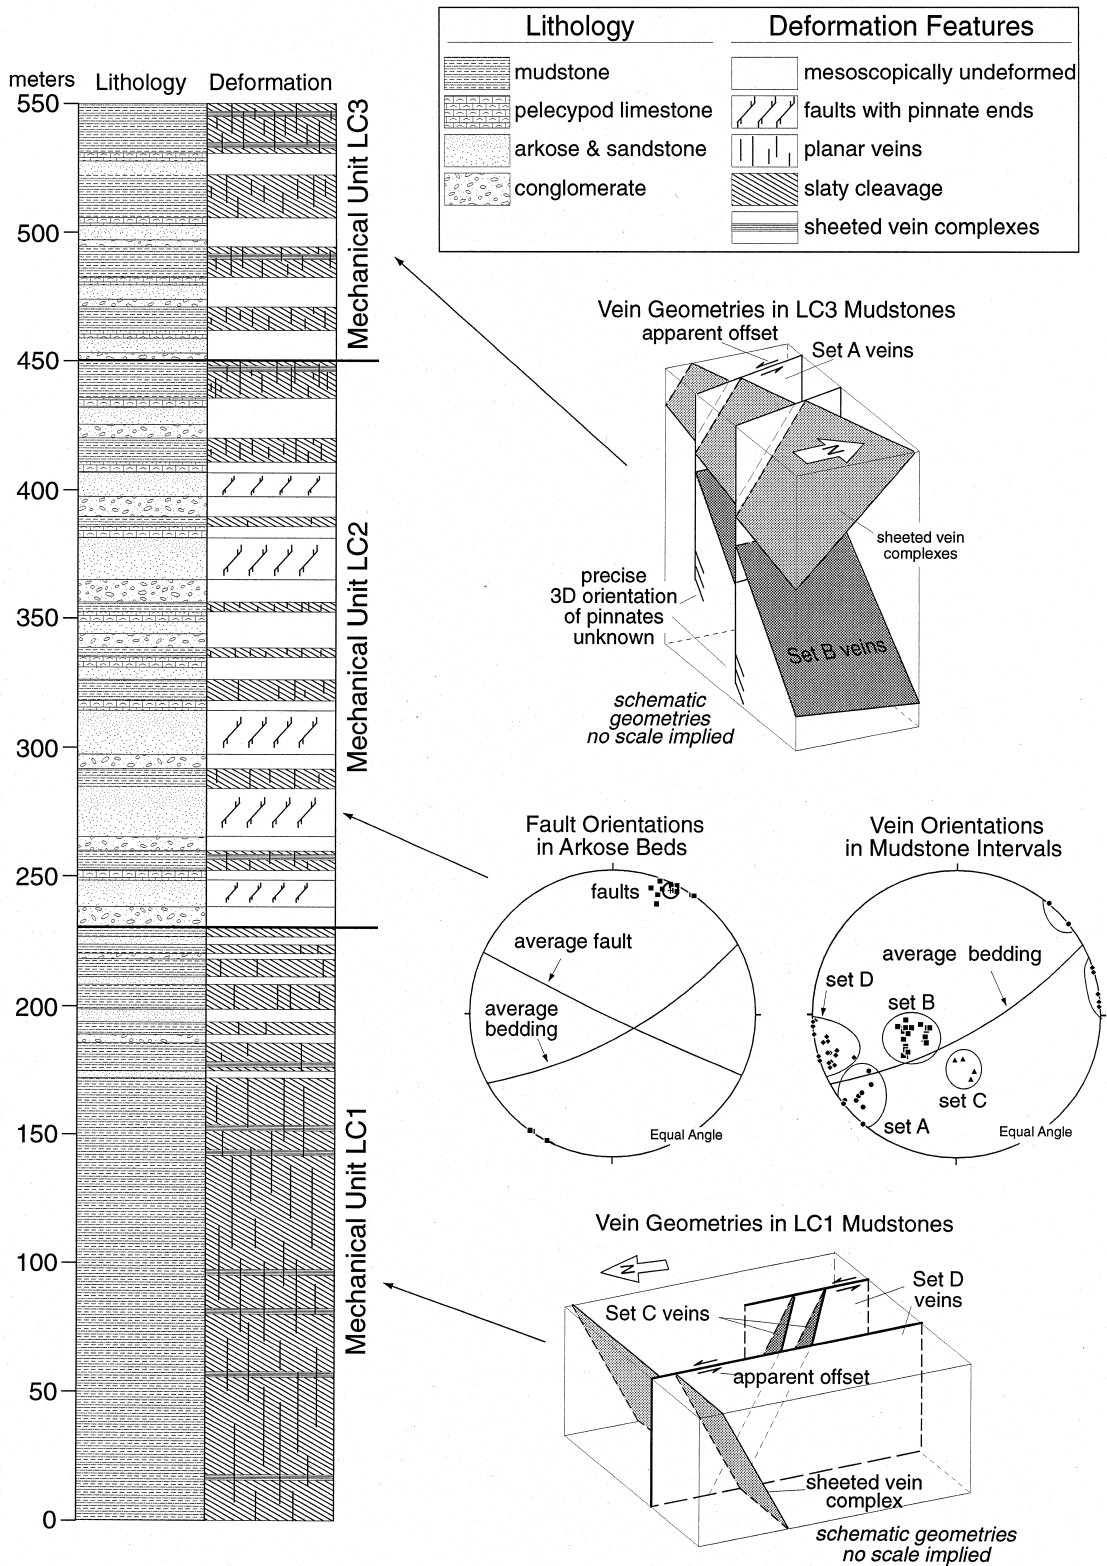 Lithology
Deformation Features
mudstone
pelecypod limestone
arkose & sandstone
conglomerate
mesoscopically undeformed
faults with pinnate ends
planar veins
slaty cleavage
sheeted vein complexes
meters
Lithology
Deformation
550
500
450
400
350
300
250
200
150
100
50
0
Mechanical Unit LC3
Mechanical Unit LC2
Mechanical Unit LC1
Vein Geometries in LC3 Mudstones
apparent offset
Set A veins
N
sheeted vein
complexes
precise
3D orientation
of pinnates
unknown
Set B veins
schematic
geometries
no scale implied
Fault Orientations
in Arkose Beds
faults
average fault
average
bedding
Equal Angle
Vein Orientations
in Mudstone Intervals
average bedding
set D
set B
set C
set A
Equal Angle
Vein Geometries in LC1 Mudstones
N
Set D
veins
Set C veins
apparent offset
sheeted vein
complex
schematic geometries
no scale implied